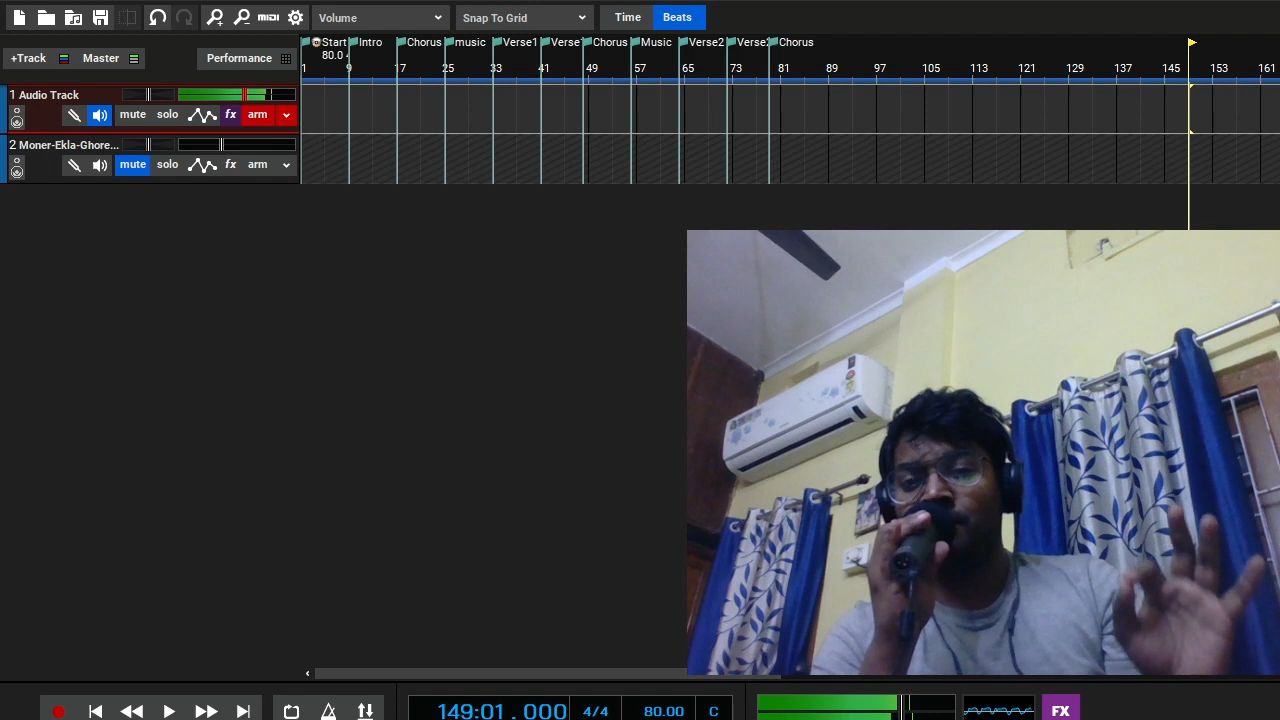 Volume
Snap To Grid
Time
Beats
+Track
Master
Performance
Start
Intro
Chorus
music
Verse1
Verse
Chorus
Music
Verse2
Verse
Chorus
80.0
1 9 17 25 33 41 49 57 65 73 81 89 97 105 113 121 129 137 145 153 161
1 Audio Track
mute solo fx arm
2 Moner-Ekla-Ghore...
mute solo fx arm
149:01.000
4/4
80.00
C
FX